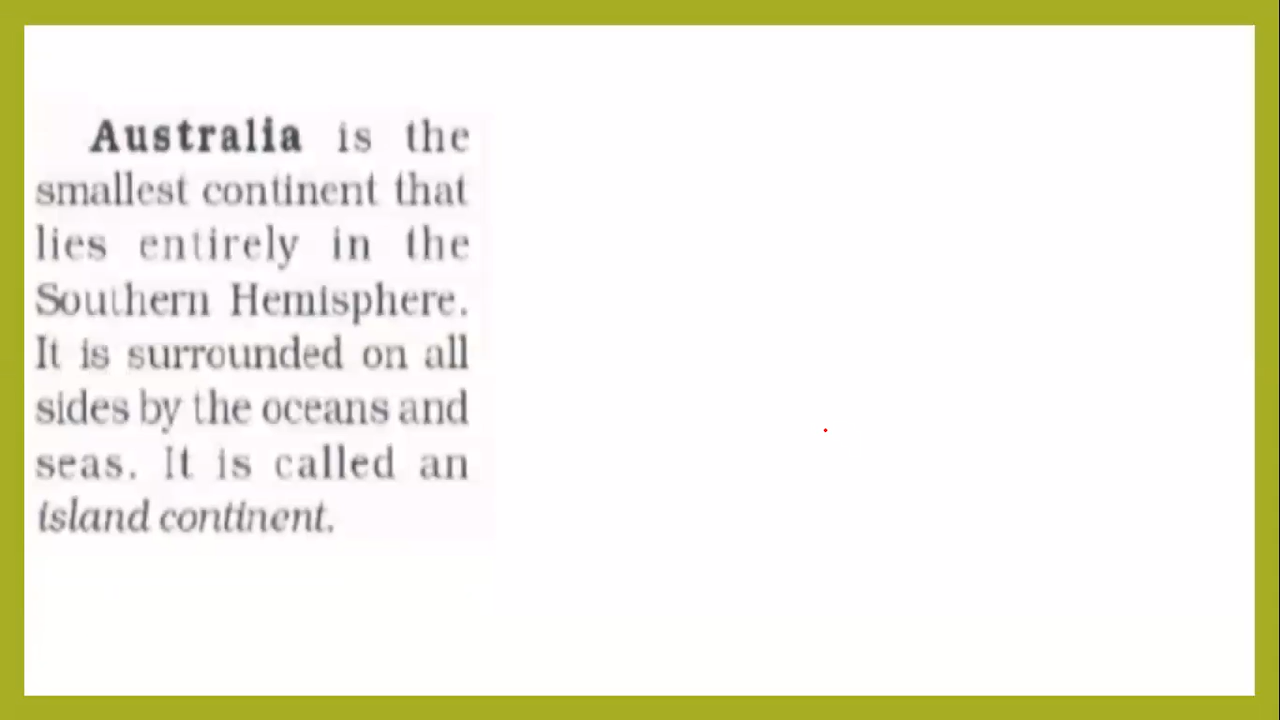 Australia is the
smallest continent that
lies entirely in the
Southern Hemisphere.
It is surrounded on all
sides by the oceans and
seas. It is called an
island continent.